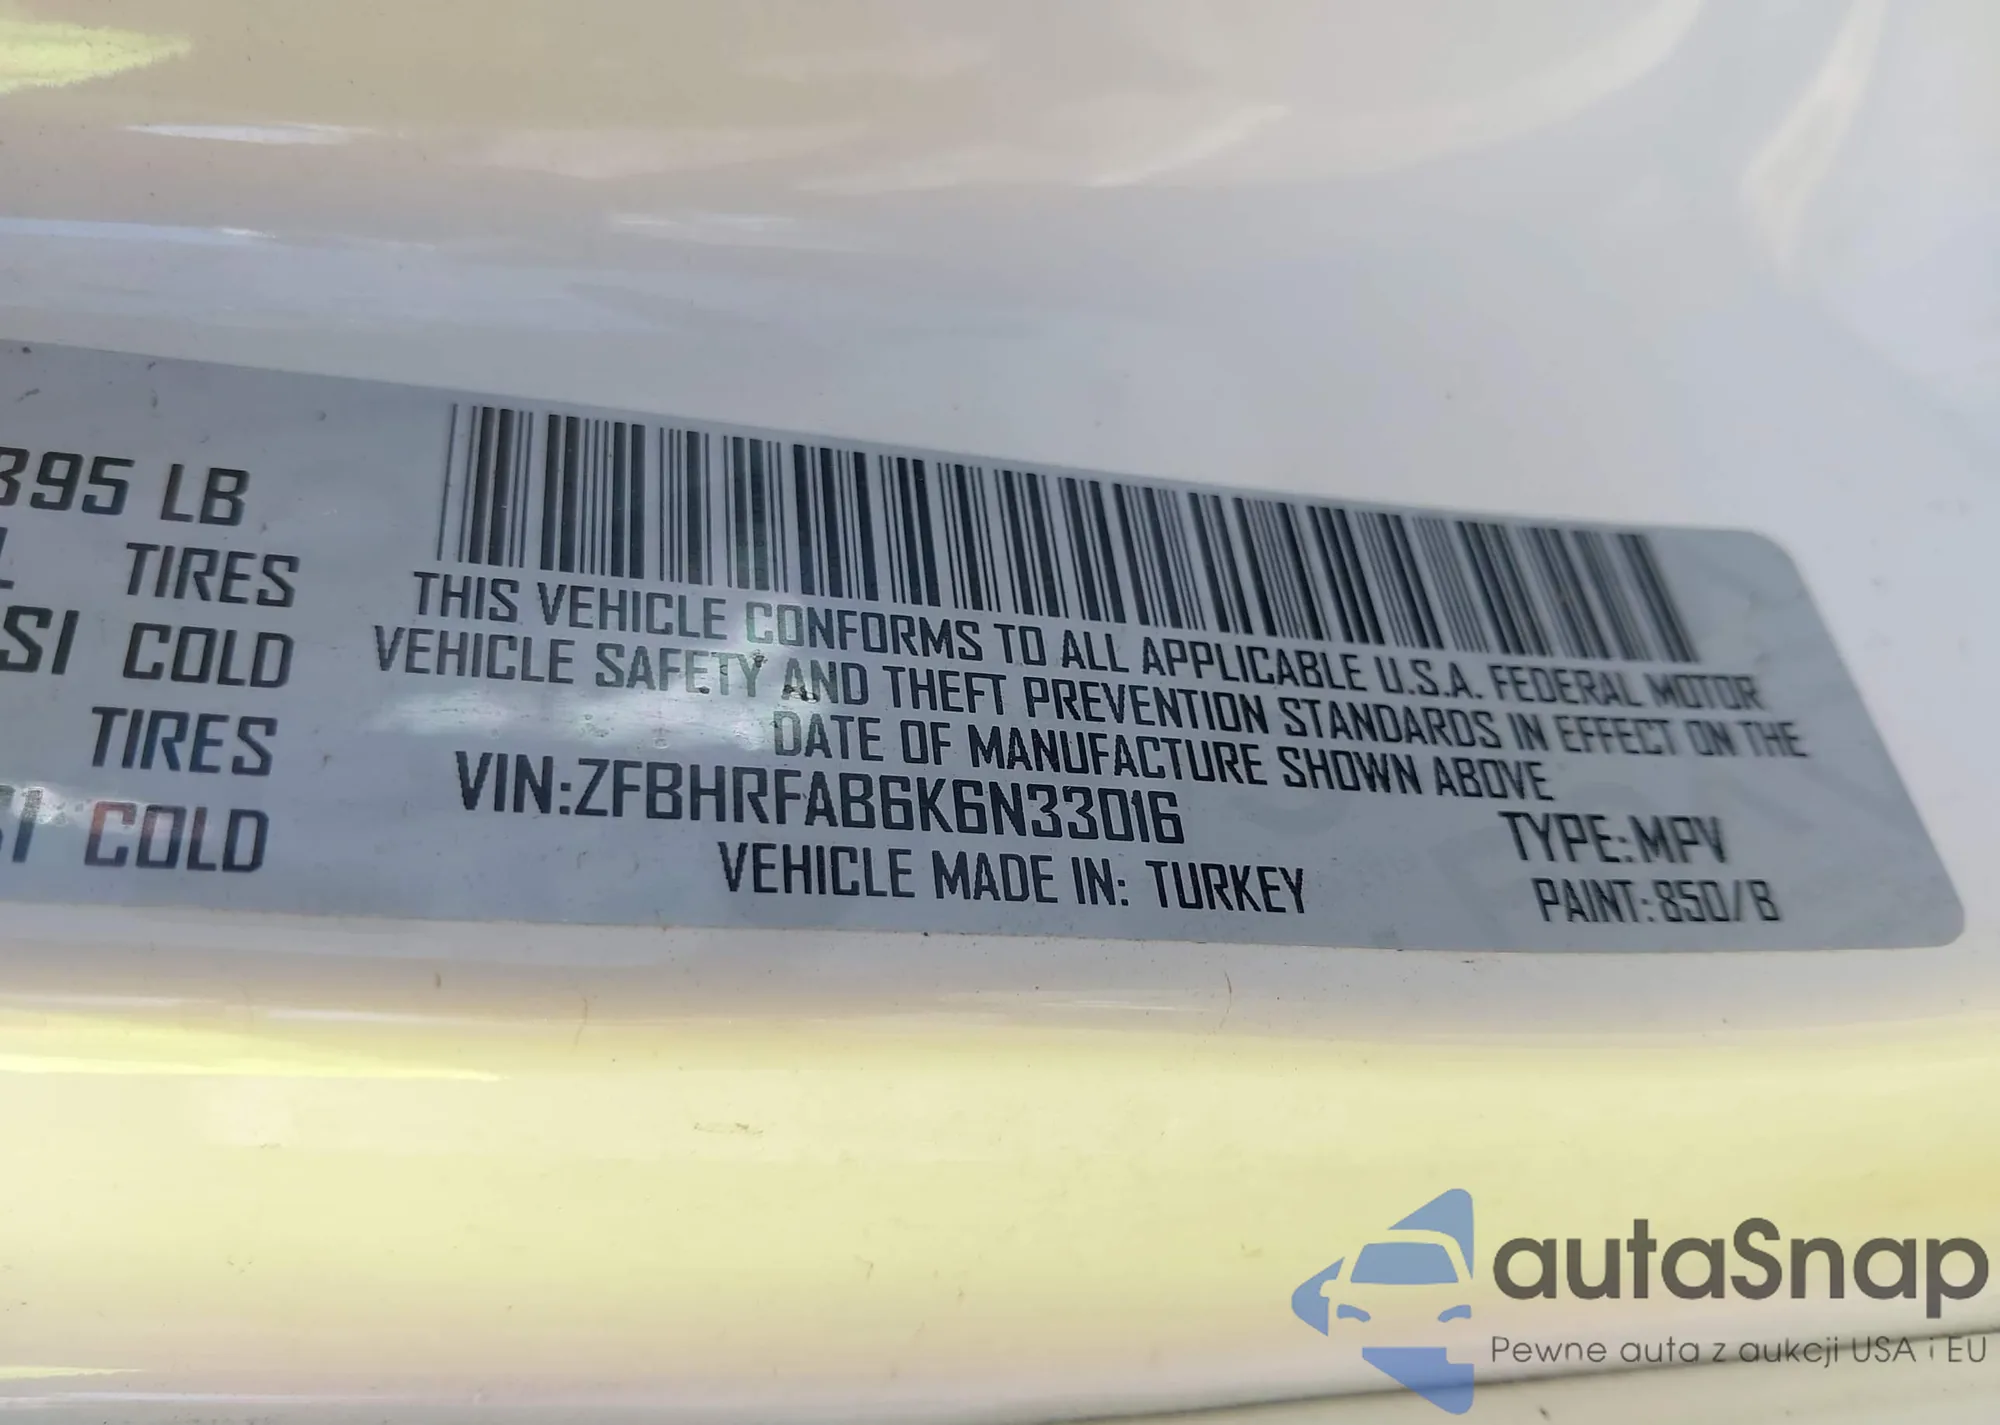 395 LB
TIRES
SI COLD
TIRES
SI COLD
THIS VEHICLE CONFORMS TO ALL APPLICABLE U.S.A. FEDERAL MOTOR
VEHICLE SAFETY AND THEFT PREVENTION STANDARDS IN EFFECT ON THE
DATE OF MANUFACTURE SHOWN ABOVE
VIN:ZFBHRFAB6K6N33016
TYPE:MPV
VEHICLE MADE IN: TURKEY
PAINT:850/B
autaSnap
Pewne auta z aukcji USA i EU